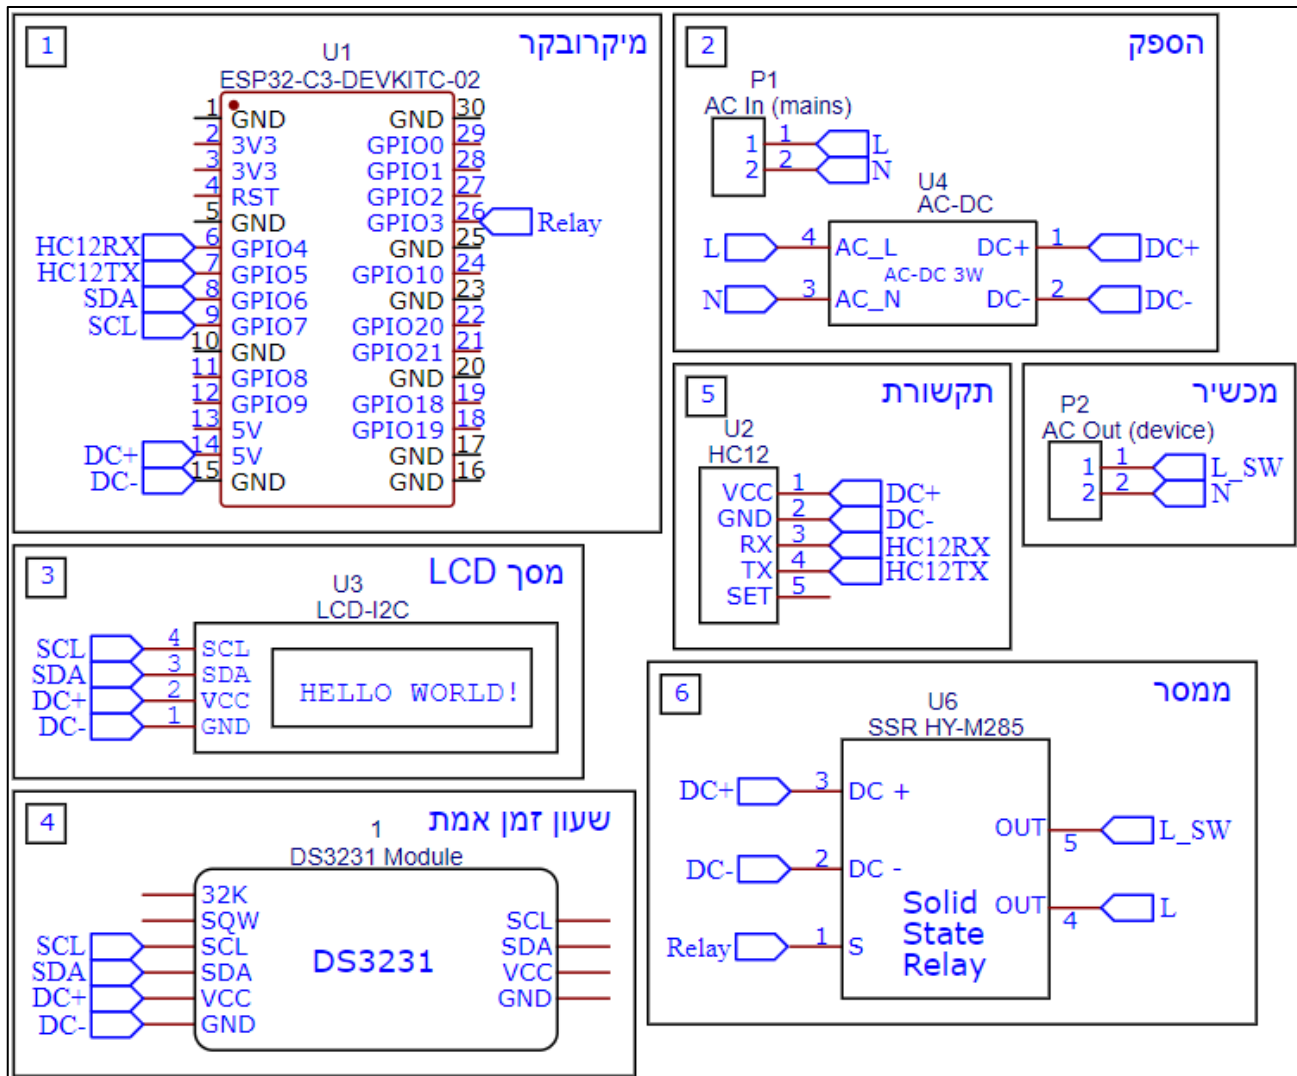 1
מיקרובקר
U1
ESP32-C3-DEVKITC-02
1 GND GND 30
2 3V3 GPIO0 29
3 3V3 GPIO1 28
4 RST GPIO2 27
5 GND GPIO3 26 Relay
HC12RX 6 GPIO4 GND 25
HC12TX 7 GPIO5 GPIO10 24
SDA 8 GPIO6 GND 23
SCL 9 GPIO7 GPIO20 22
10 GND GPIO21 21
11 GPIO8 GND 20
12 GPIO9 GPIO18 19
13 5V GPIO19 18
DC+ 14 5V GND 17
DC- 15 GND GND 16
2
הספק
P1
AC In (mains)
1 1 L
2 2 N
U4
AC-DC
L 4 AC_L DC+ 1 DC+
AC-DC 3W
N 3 AC_N DC- 2 DC-
3
מסך LCD
U3
LCD-I2C
SCL 4 SCL
SDA 3 SDA
DC+ 2 VCC
DC- 1 GND
HELLO WORLD!
4
שעון זמן אמת
1
DS3231 Module
32K
SQW SCL
SCL SCL SDA
SDA SDA VCC
DC+ VCC GND
DC- GND
DS3231
5
תקשורת
U2
HC12
VCC 1 DC+
GND 2 DC-
RX 3 HC12RX
TX 4 HC12TX
SET 5
מכשיר
P2
AC Out (device)
1 1 L_SW
2 2 N
6
ממסר
U6
SSR HY-M285
DC+ 3 DC +
OUT 5 L_SW
DC- 2 DC -
OUT 4 L
Relay 1 S
Solid
State
Relay